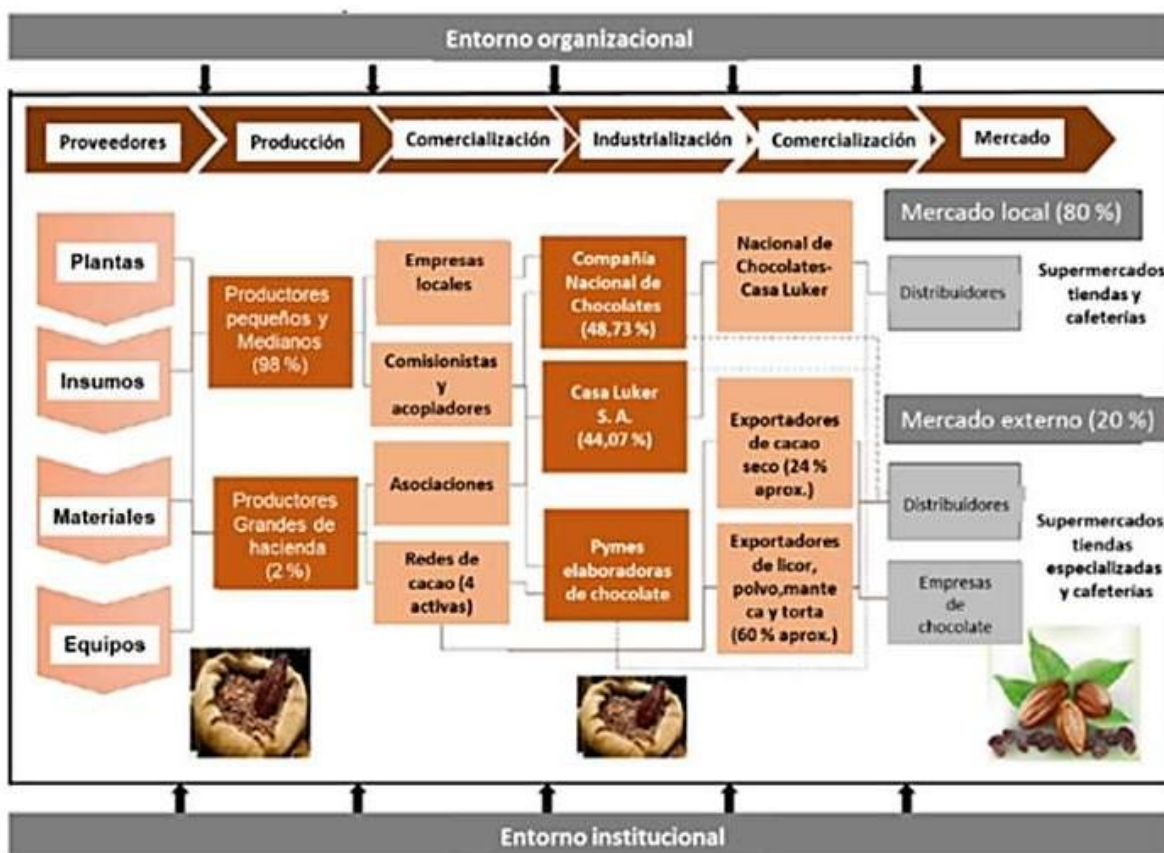 Entorno organizacional
Proveedores
Producción
Comercialización
Industrialización
Comercialización
Mercado
Plantas
Insumos
Materiales
Equipos
Productores
pequeños y
Medianos
(98 %)
Productores
Grandes de
hacienda
(2 %)
Empresas
locales
Comisionistas
y
acopiadores
Asociaciones
Redes de
cacao (4
activas)
Compañía
Nacional de
Chocolates
(48,73 %)
Casa Luker
S. A.
(44,07 %)
Pymes
elaboradoras
de chocolate
Nacional de
Chocolates-
Casa Luker
Exportadores
de cacao
seco (24 %
aprox.)
Exportadores
de licor,
polvo,mante
ca y torta
(60 % aprox.)
Mercado local (80 %)
Distribuidores
Supermercados,
tiendas y
cafeterías
Mercado externo (20 %)
Distribuidores
Empresas
de
chocolate
Supermercados,
tiendas
especializadas
y cafeterías
Entorno institucional